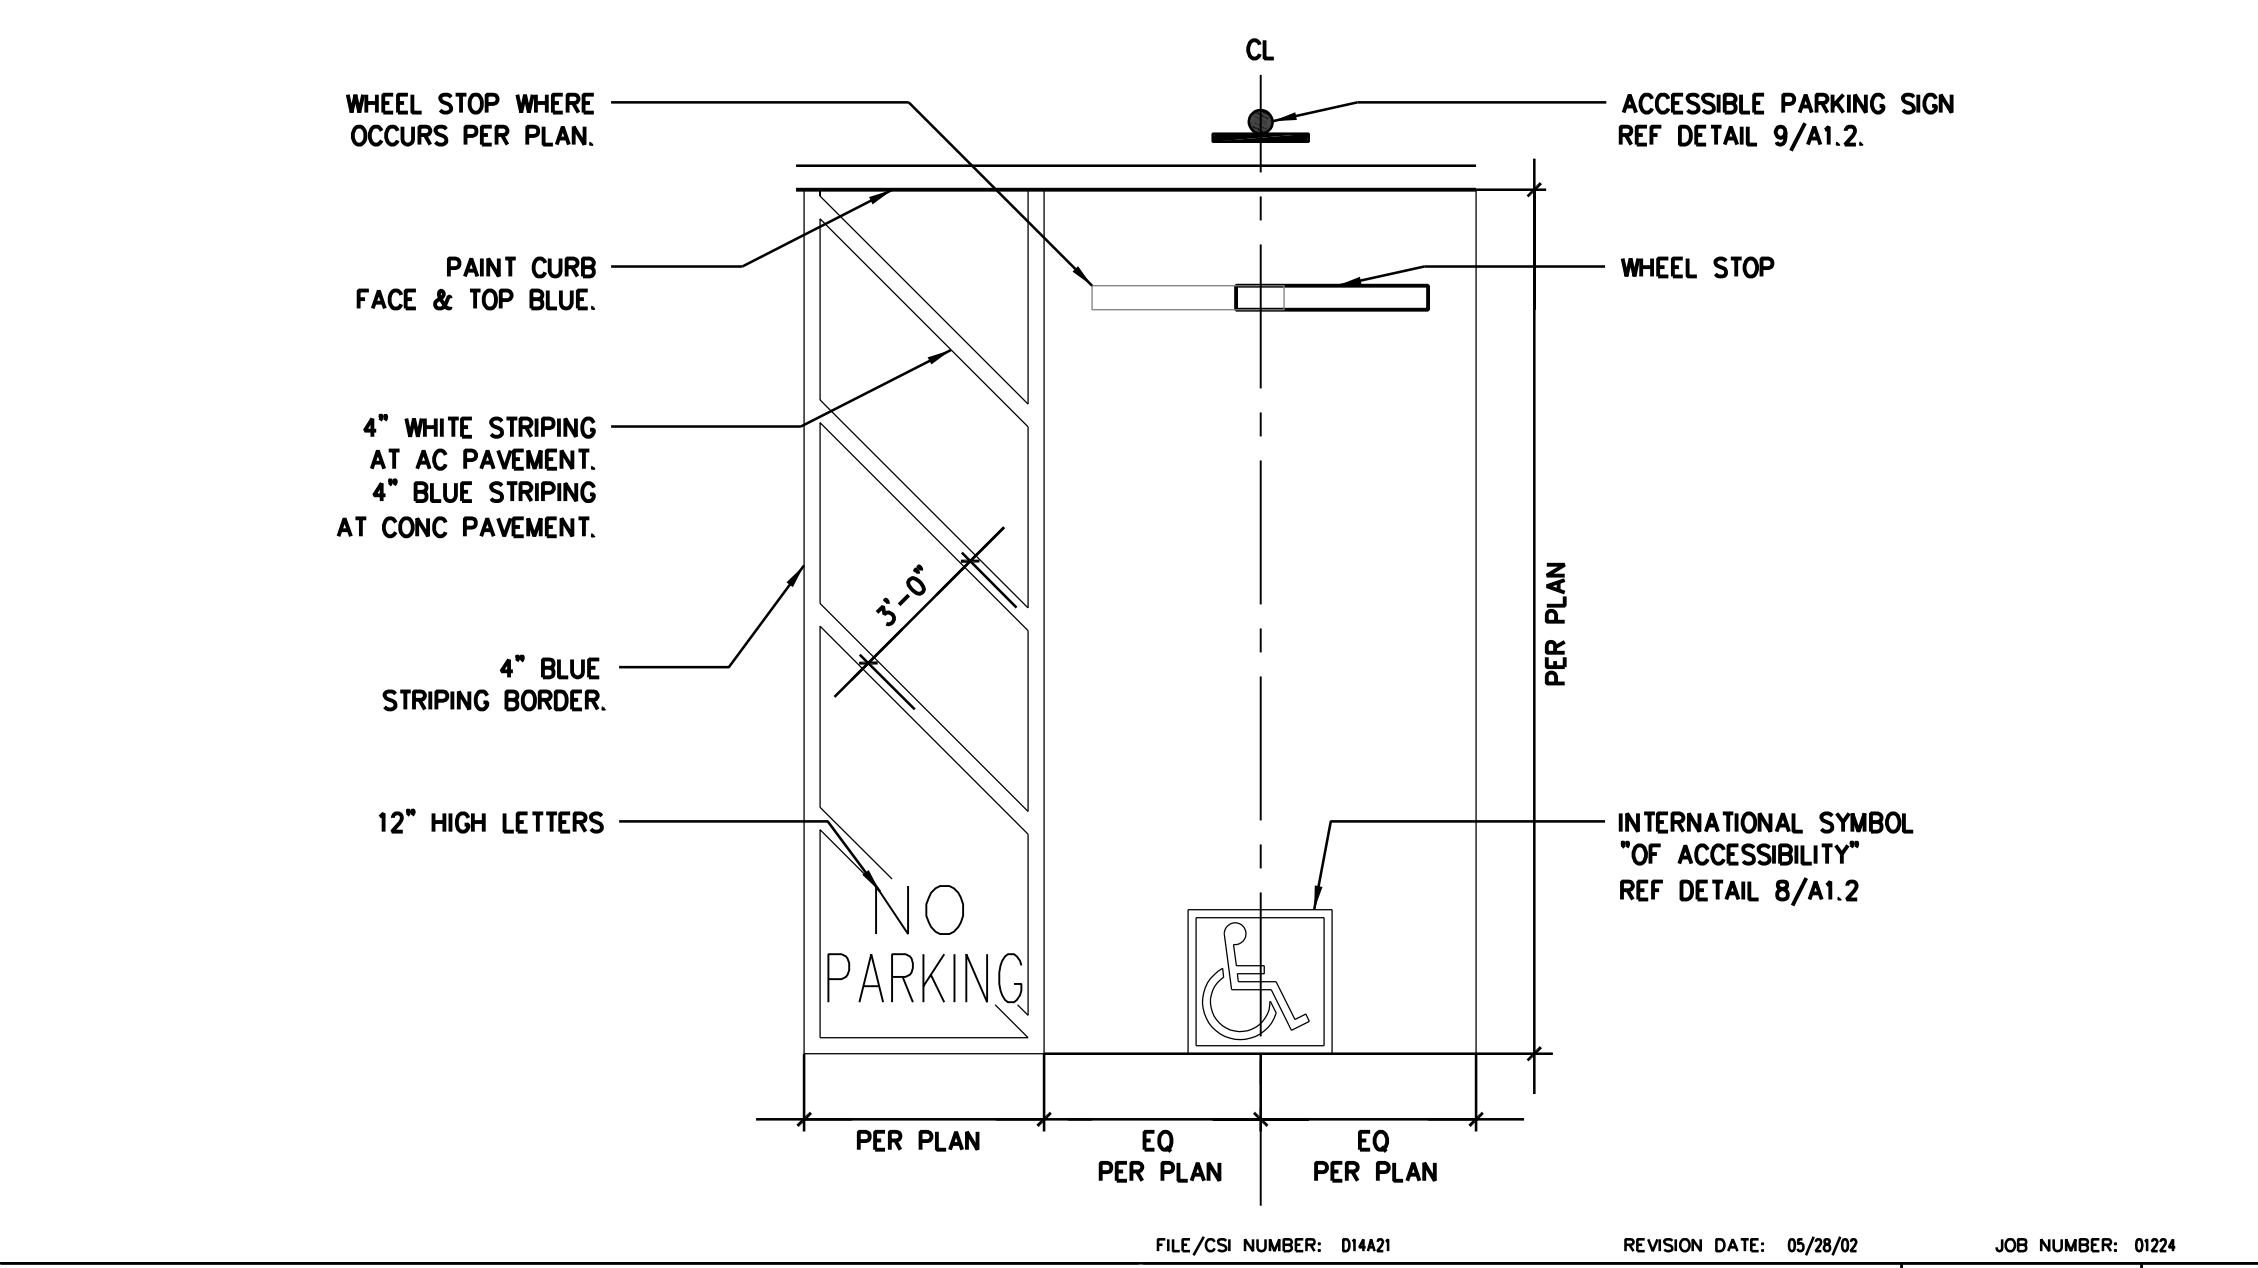 CL
WHEEL STOP WHERE
OCCURS PER PLAN.
ACCESSIBLE PARKING SIGN
REF DETAIL 9/A1.2.
PAINT CURB
FACE & TOP BLUE.
WHEEL STOP
4" WHITE STRIPING
AT AC PAVEMENT.
4" BLUE STRIPING
AT CONC PAVEMENT.
3'-0"
PER PLAN
4" BLUE
STRIPING BORDER.
12" HIGH LETTERS
INTERNATIONAL SYMBOL
"OF ACCESSIBILITY"
REF DETAIL 8/A1.2
NO
PARKING
PER PLAN
EQ
PER PLAN
EQ
PER PLAN
FILE/CSI NUMBER: D14A21
REVISION DATE: 05/28/02
JOB NUMBER: 01224